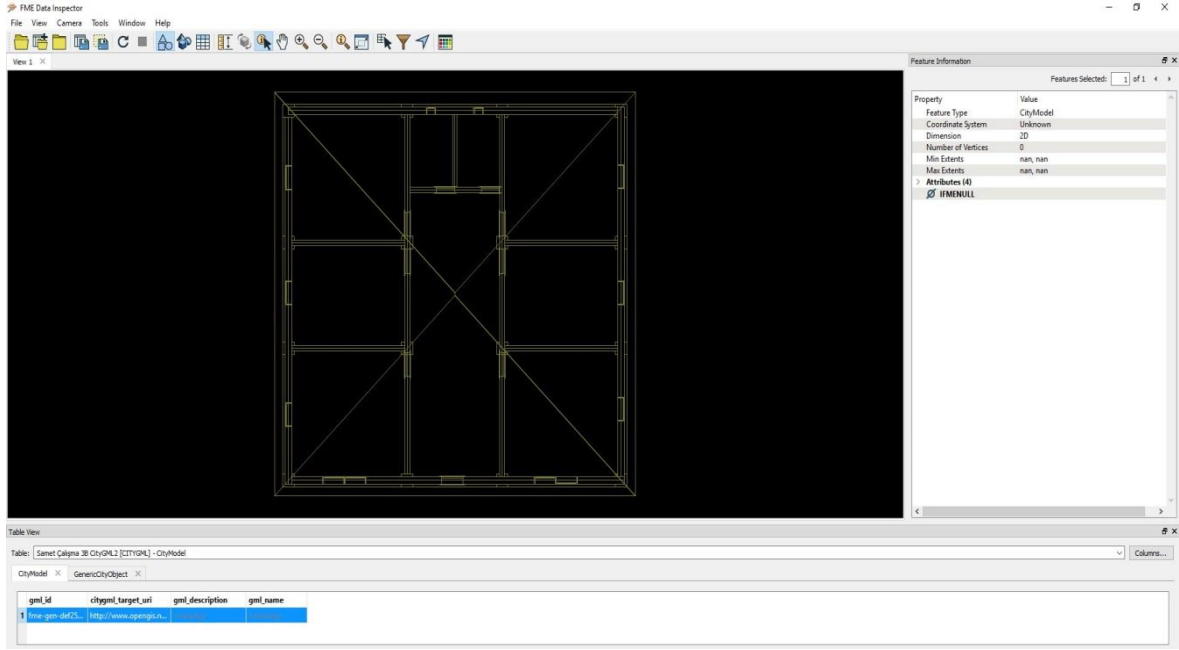 FME Data Inspector
File View Camera Tools Window Help
View 1
Feature Information
Features Selected: 1 of 1
Property Value
Feature Type CityModel
Coordinate System Unknown
Dimension 2D
Number of Vertices 0
Min Extents nan, nan
Max Extents nan, nan
Attributes (4)
IFMENULL
Table View
Table: Samet Çalışma 3B CityGML2 [CITYGML] - CityModel
Columns...
CityModel GenericCityObject
gml_id citygml_target_uri gml_description gml_name
1 fme-gen-def25... http://www.opengis.n...